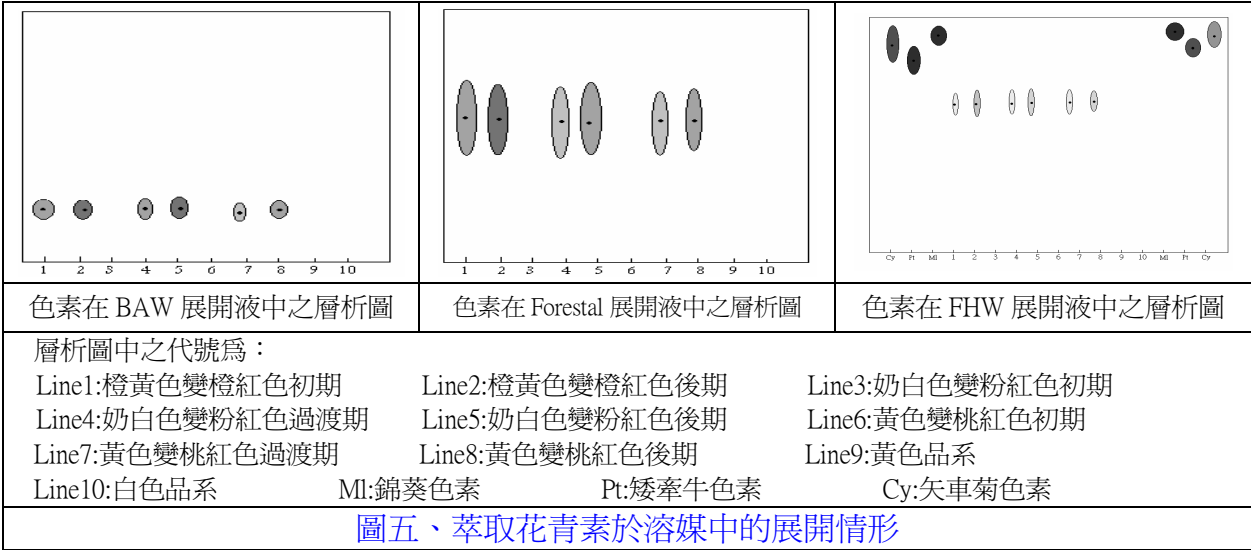 1 2 3 4 5 6 7 8 9 10
1 2 3 4 5 6 7 8 9 10
Cy Pt Ml 1 2 3 4 5 6 7 8 9 10 Ml Pt Cy
色素在 BAW 展開液中之層析圖
色素在 Forestal 展開液中之層析圖
色素在 FHW 展開液中之層析圖
層析圖中之代號爲：
Line1:橙黃色變橙紅色初期 Line2:橙黃色變橙紅色後期 Line3:奶白色變粉紅色初期
Line4:奶白色變粉紅色過渡期 Line5:奶白色變粉紅色後期 Line6:黃色變桃紅色初期
Line7:黃色變桃紅色過渡期 Line8:黃色變桃紅色後期 Line9:黃色品系
Line10:白色品系 Ml:錦葵色素 Pt:矮牽牛色素 Cy:矢車菊色素
圖五、萃取花青素於溶媒中的展開情形